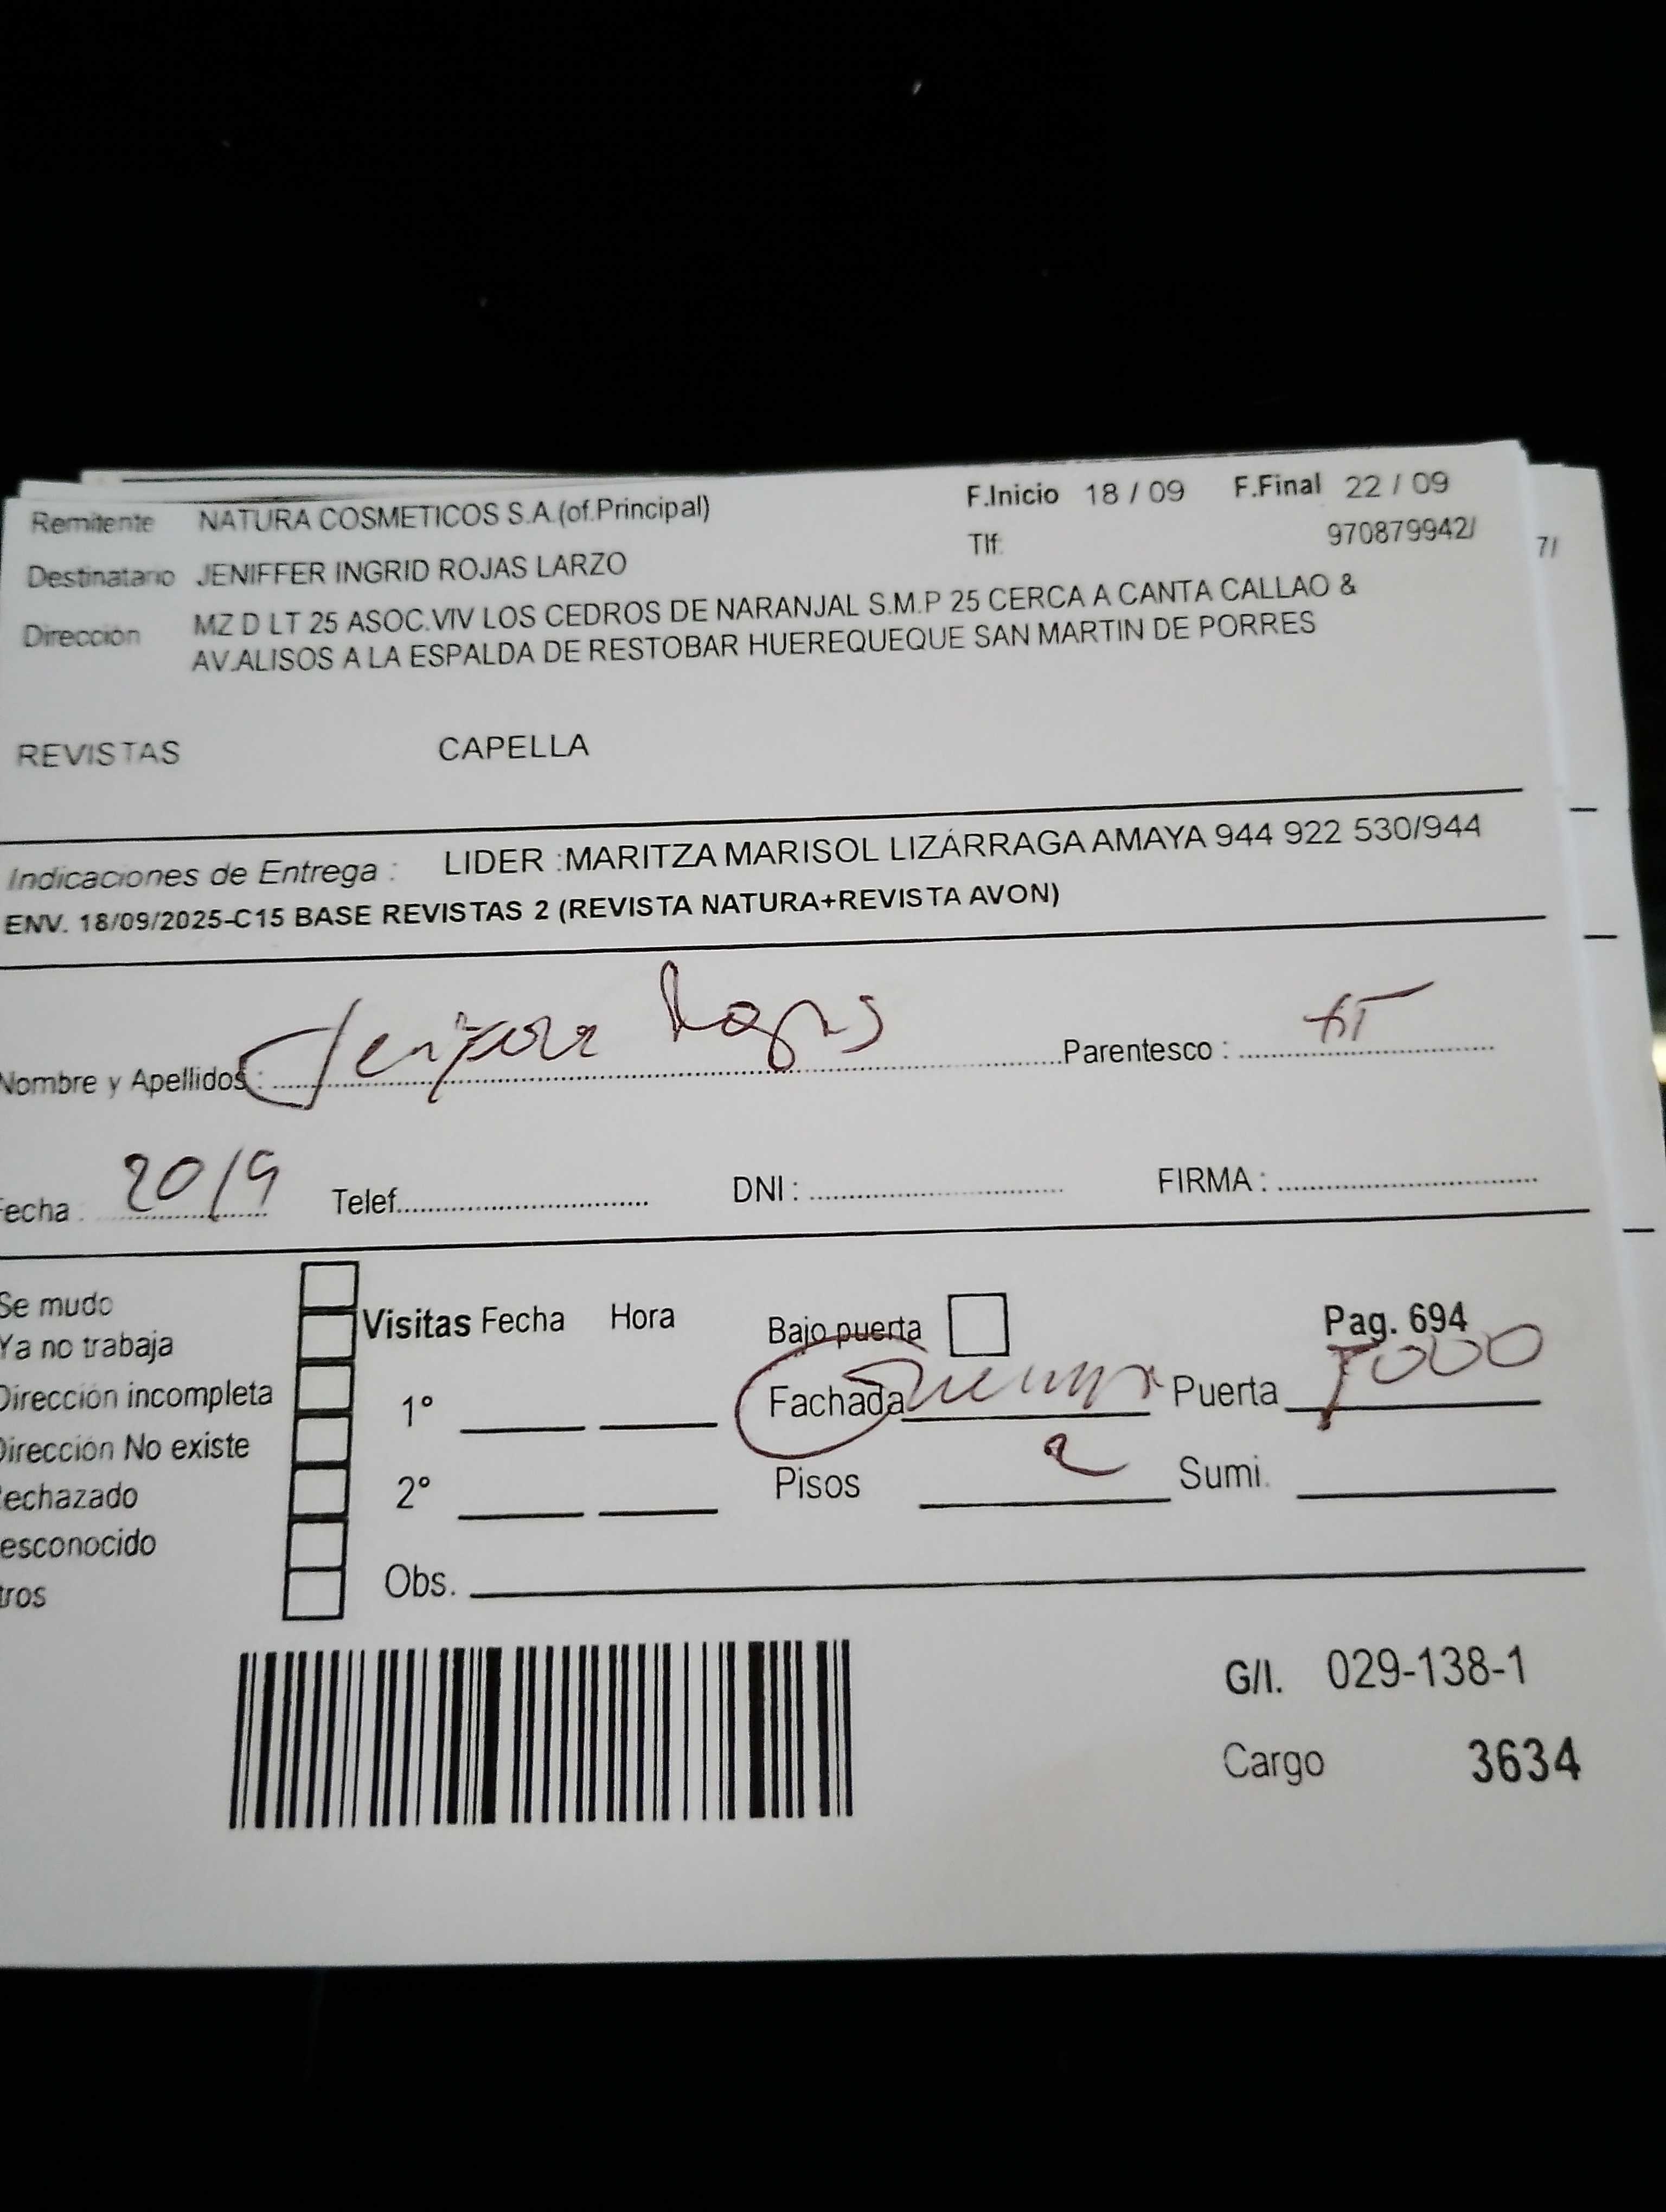 Remitente NATURA COSMETICOS S.A.(of.Principal) F.Inicio 18 / 09 F.Final 22 / 09
Tlf: 970879942/ 7/
Destinatario JENIFFER INGRID ROJAS LARZO
Dirección MZ D LT 25 ASOC.VIV LOS CEDROS DE NARANJAL S.M.P 25 CERCA A CANTA CALLAO &
AV.ALISOS A LA ESPALDA DE RESTOBAR HUEREQUEQUE SAN MARTIN DE PORRES
REVISTAS CAPELLA
Indicaciones de Entrega : LIDER :MARITZA MARISOL LIZÁRRAGA AMAYA 944 922 530/944
ENV. 18/09/2025-C15 BASE REVISTAS 2 (REVISTA NATURA+REVISTA AVON)
Nombre y Apellidos : Rojas Parentesco :
Fecha : 20/9 Telef. DNI : FIRMA :
Se mudo
Ya no trabaja
Dirección incompleta
Dirección No existe
Rechazado
esconocido
tros
Visitas Fecha Hora
1°
2°
Obs.
Bajo puerta Pag. 694
Fachada Puerta
Pisos 2 Sumi.
G/I. 029-138-1
Cargo 3634